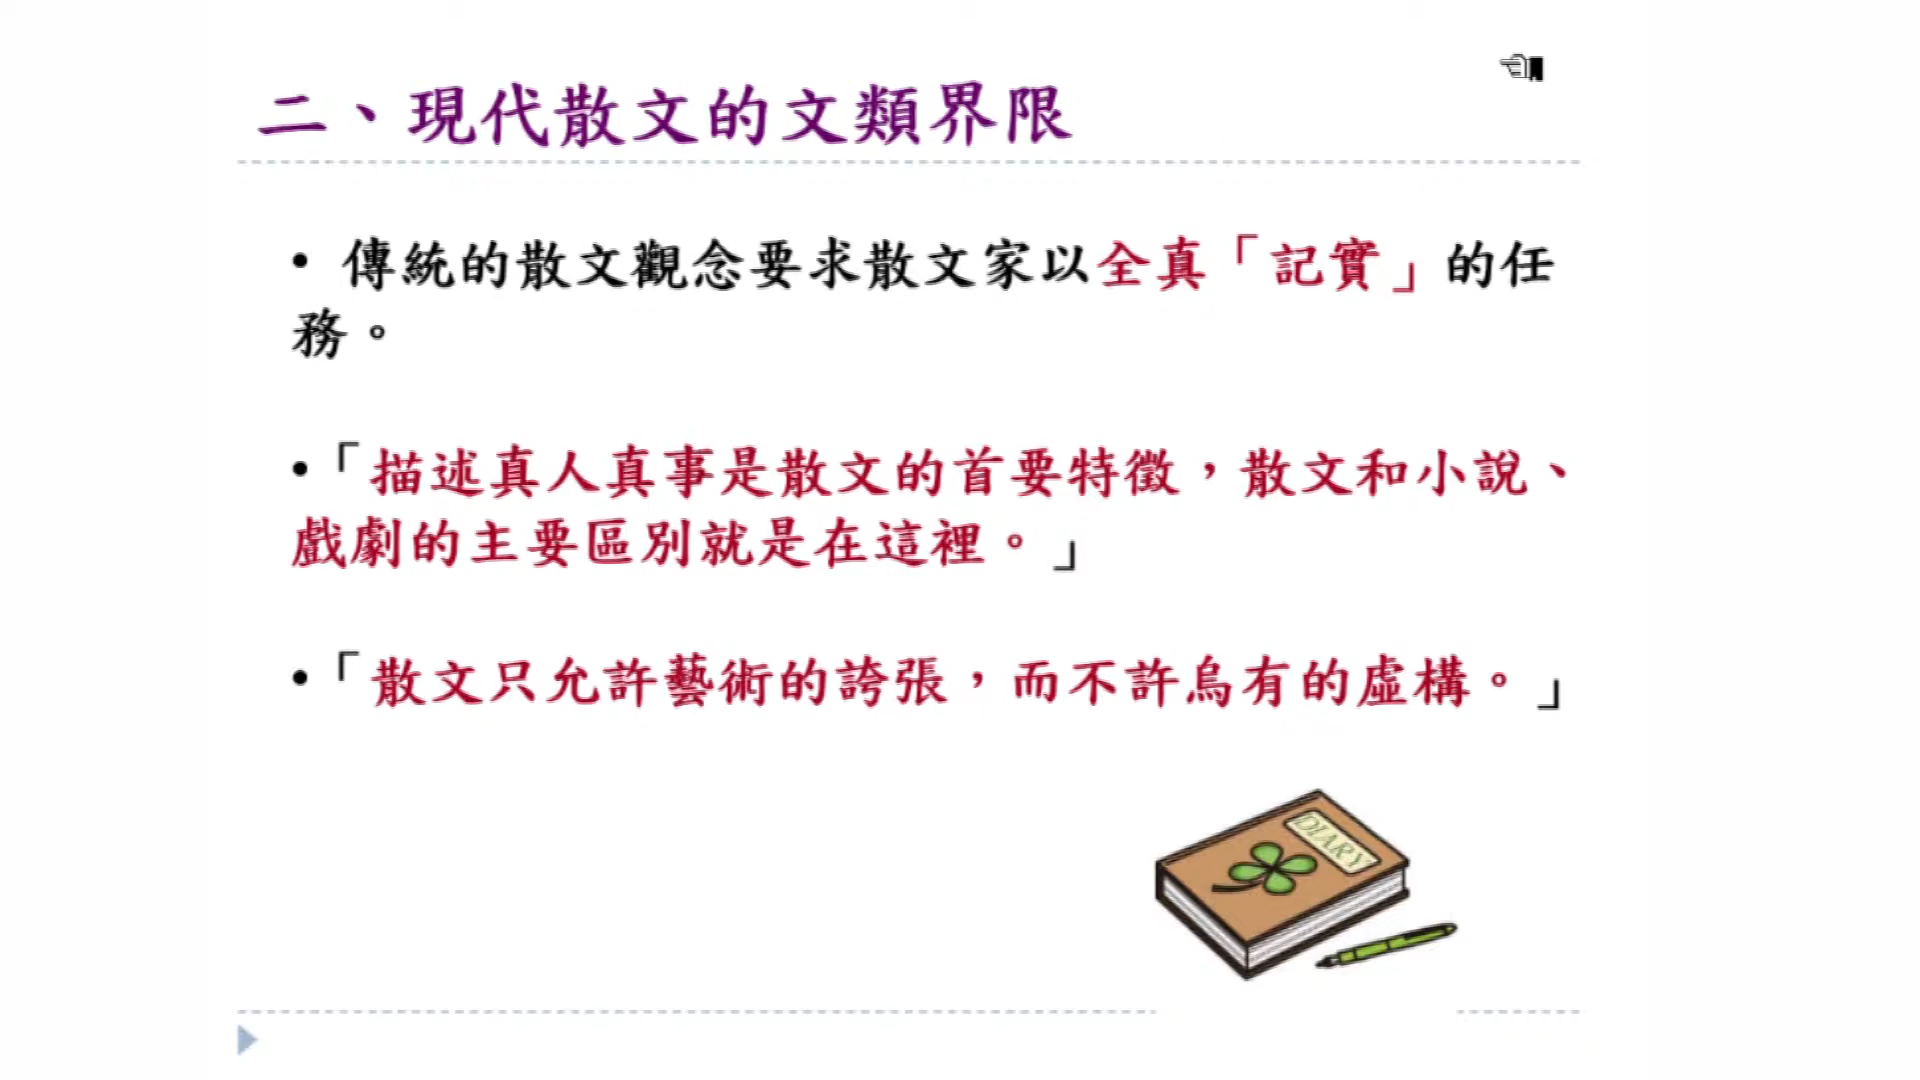 二、現代散文的文類界限
• 傳統的散文觀念要求散文家以全真「記實」的任
務。
•「描述真人真事是散文的首要特徵，散文和小說、
戲劇的主要區別就是在這裡。」
•「散文只允許藝術的誇張，而不許烏有的虛構。」
DIARY